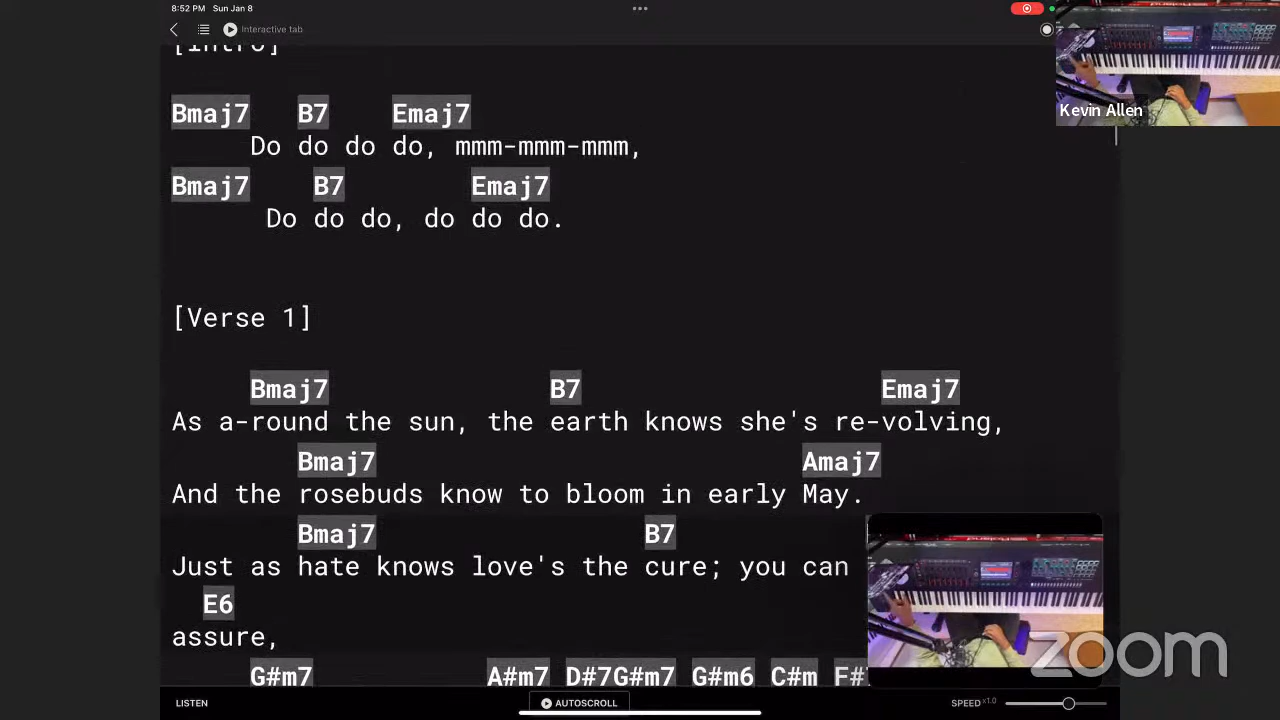 8:52 PM Sun Jan 8
Interactive tab
[Intro]
Kevin Allen
Bmaj7 B7 Emaj7
Do do do do, mmm-mmm-mmm,
Bmaj7 B7 Emaj7
Do do do, do do do.
[Verse 1]
Bmaj7 B7 Emaj7
As a-round the sun, the earth knows she's re-volving,
Bmaj7 Amaj7
And the rosebuds know to bloom in early May.
Bmaj7 B7
Just as hate knows love's the cure; you can
E6
assure,
G#m7 A#m7 D#7G#m7 G#m6 C#m
zoom
LISTEN AUTOSCROLL SPEED x1.0